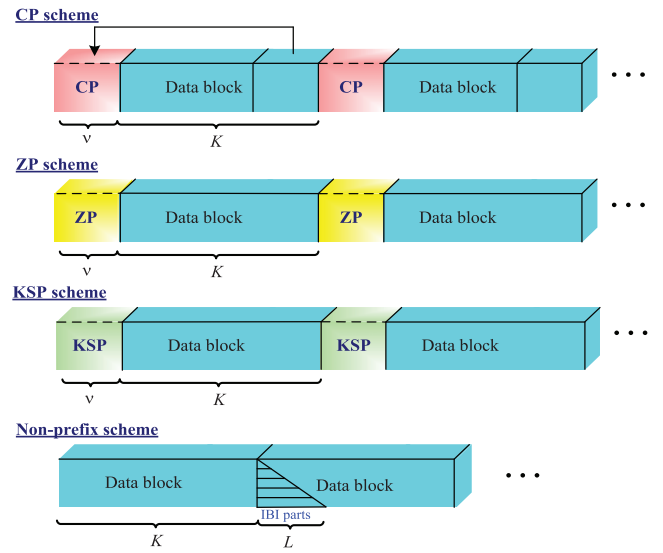 CP scheme
CP Data block CP Data block ...
ν K
ZP scheme
ZP Data block ZP Data block ...
ν K
KSP scheme
KSP Data block KSP Data block ...
ν K
Non-prefix scheme
Data block Data block ...
IBI parts
K L